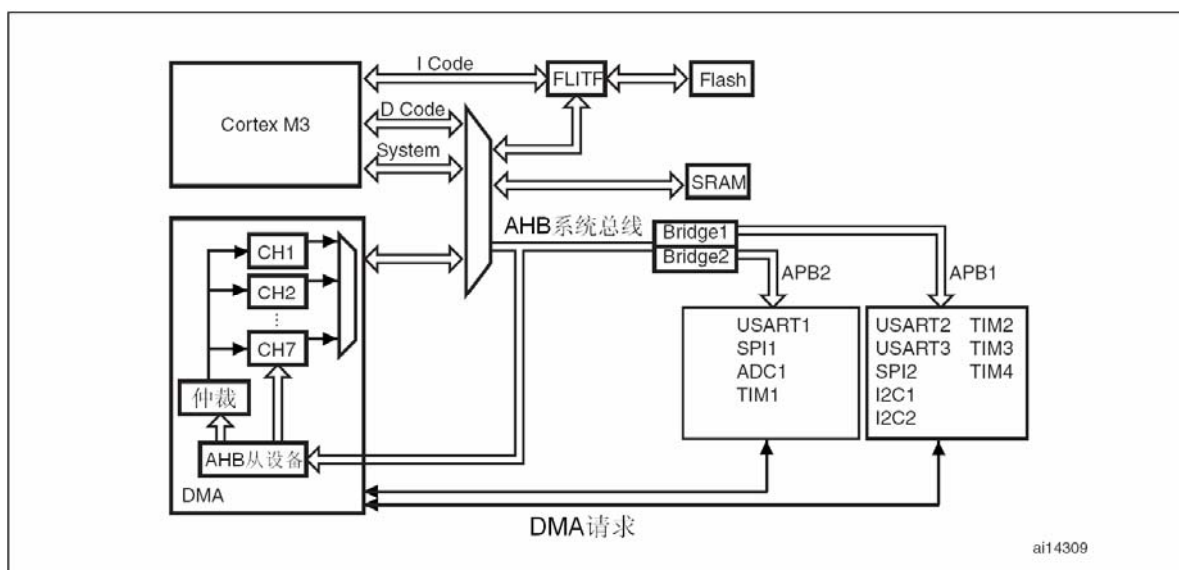 I Code
FLITF
Flash
Cortex M3
D Code
System
SRAM
AHB系统总线
Bridge1
Bridge2
CH1
CH2
⋮
CH7
APB2
APB1
USART1
SPI1
ADC1
TIM1
USART2 TIM2
USART3 TIM3
SPI2 TIM4
I2C1
I2C2
仲裁
AHB从设备
DMA
DMA请求
ai14309